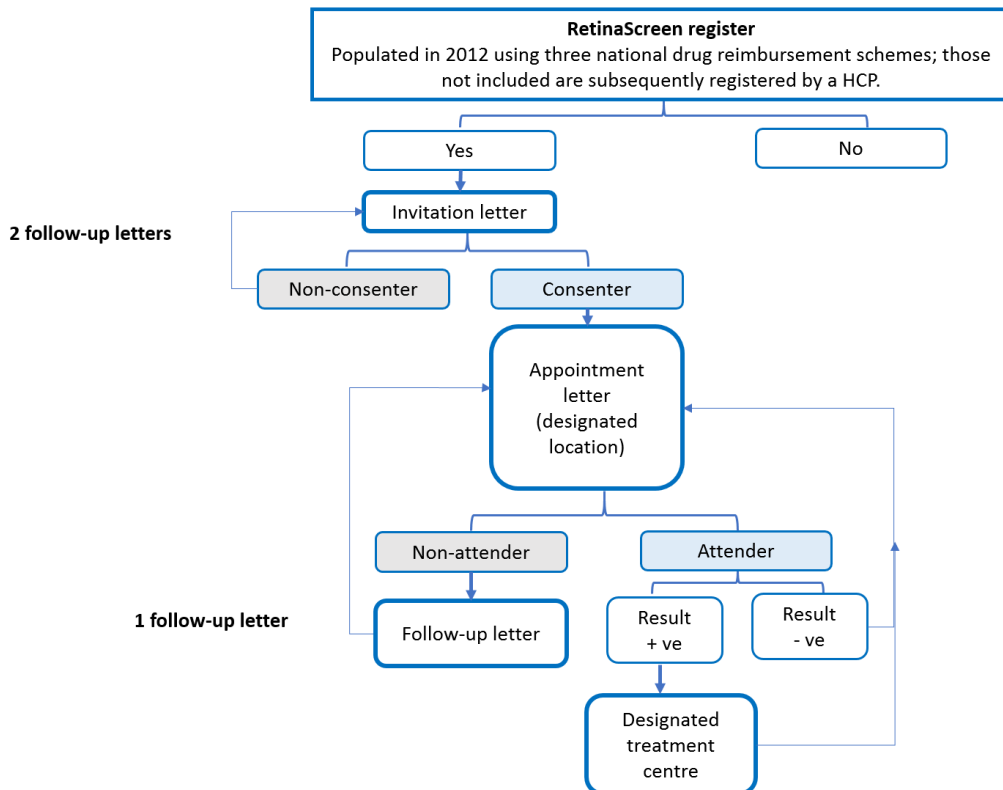 RetinaScreen register
Populated in 2012 using three national drug reimbursement schemes; those
not included are subsequently registered by a HCP.
Yes
No
Invitation letter
2 follow-up letters
Non-consenter
Consenter
Appointment
letter
(designated
location)
Non-attender
Attender
1 follow-up letter
Follow-up letter
Result
+ ve
Result
- ve
Designated
treatment
centre